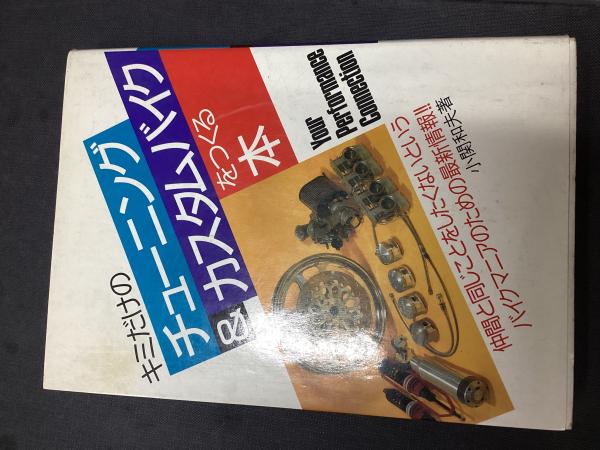 キミだけの
チューニング
&カスタムバイク
をつくる
本
Your
Performance
Connection
仲間と同じことをしたくないという
バイクマニアのための最新情報!!
小関和夫著